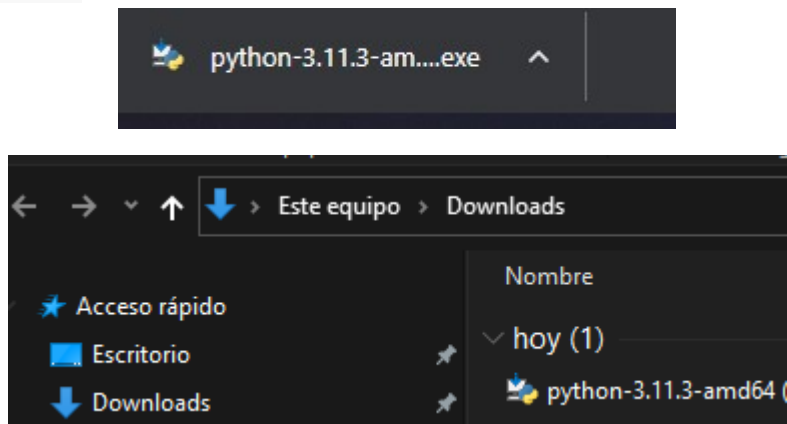 python-3.11.3-am....exe
Este equipo > Downloads
Nombre
Acceso rápido
hoy (1)
Escritorio
python-3.11.3-amd64 (
Downloads